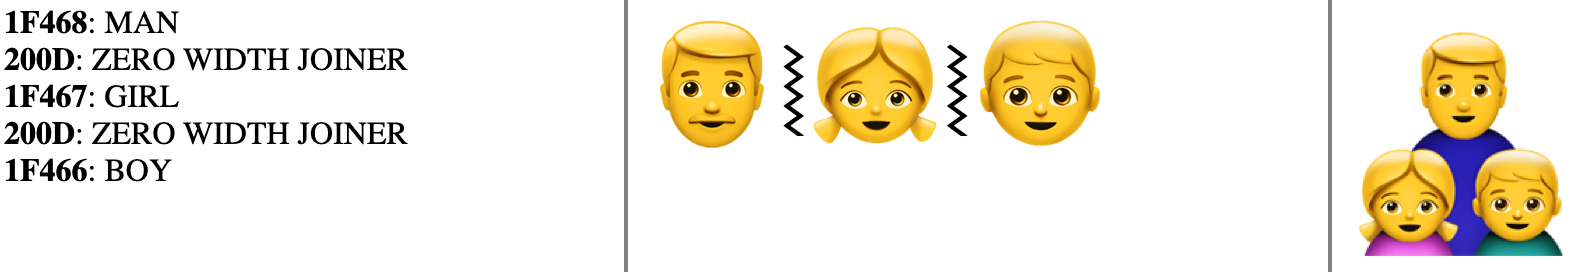 1F468: MAN
200D: ZERO WIDTH JOINER
1F467: GIRL
200D: ZERO WIDTH JOINER
1F466: BOY